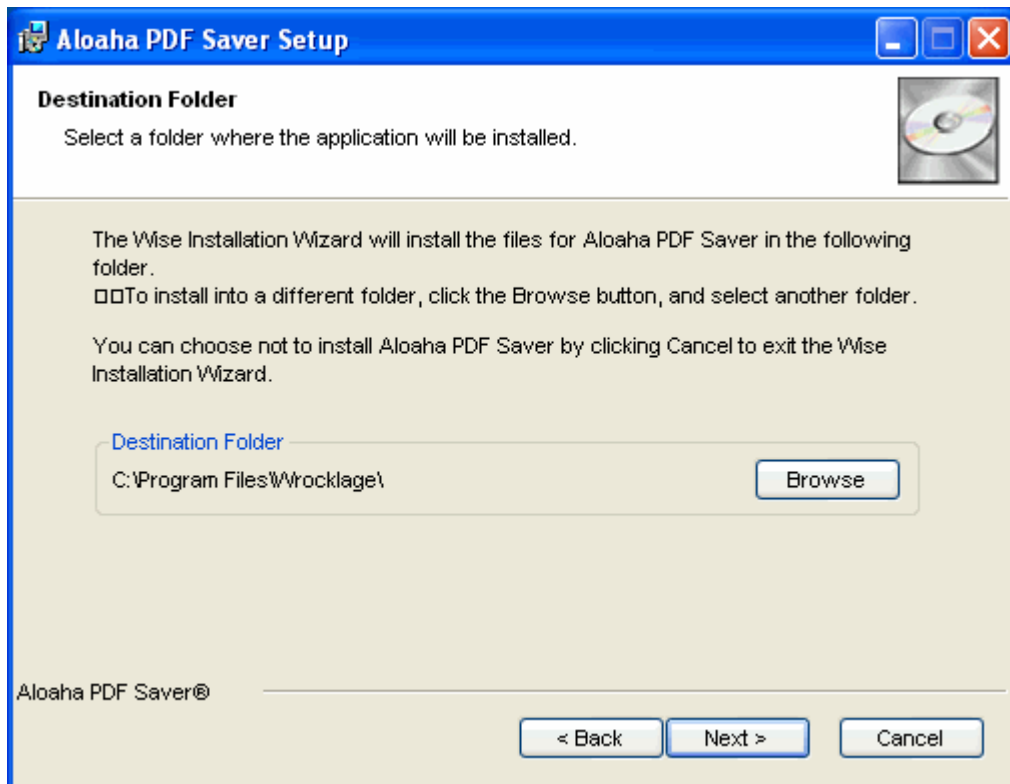 Aloaha PDF Saver Setup
Destination Folder
Select a folder where the application will be installed.
The Wise Installation Wizard will install the files for Aloaha PDF Saver in the following
folder.
□□To install into a different folder, click the Browse button, and select another folder.
You can choose not to install Aloaha PDF Saver by clicking Cancel to exit the Wise
Installation Wizard.
Destination Folder
C:\Program Files\Wrocklage\
Browse
Aloaha PDF Saver®
< Back
Next >
Cancel